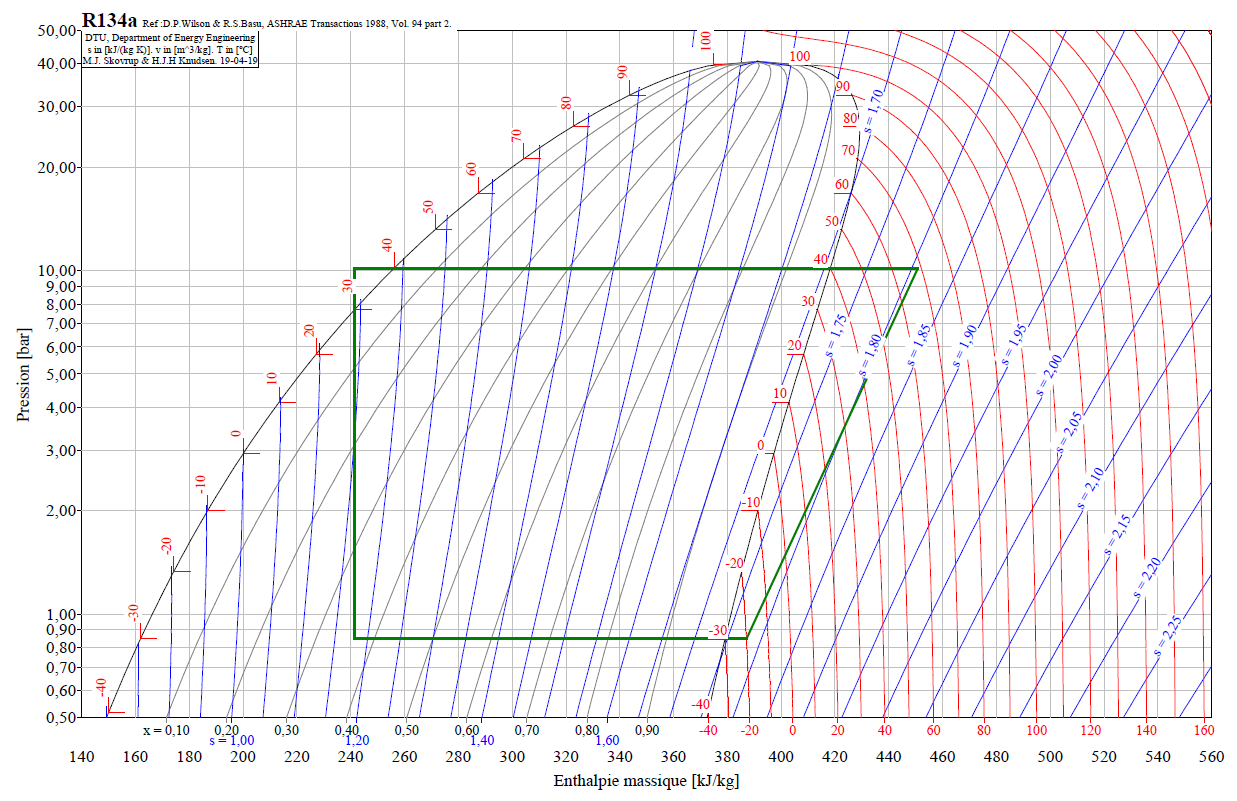 R134a Ref :D.P.Wilson & R.S.Basu, ASHRAE Transactions 1988, Vol. 94 part 2.
DTU, Department of Energy Engineering
s in [kJ/(kg K)]. v in [m^3/kg]. T in [ºC]
M.J. Skovrup & H.J.H Knudsen. 19-04-19
50,00
40,00
30,00
20,00
10,00
9,00
8,00
7,00
6,00
5,00
4,00
3,00
2,00
1,00
0,90
0,80
0,70
0,60
0,50
Pression [bar]
100
90
80
70
60
50
40
30
20
10
0
-10
-20
-30
-40
100
90
80
70
60
50
40
30
20
10
0
-10
-20
-30
-40
s = 1,70
s = 1,75
s = 1,80
s = 1,85
s = 1,90
s = 1,95
s = 2,00
s = 2,05
s = 2,10
s = 2,15
s = 2,20
s = 2,25
x = 0,10 0,20 0,30 0,40 0,50 0,60 0,70 0,80 0,90 -40 -20 0 20 40 60 80 100 120 140 160
s = 1,00 1,20 1,40 1,60
140 160 180 200 220 240 260 280 300 320 340 360 380 400 420 440 460 480 500 520 540 560
Enthalpie massique [kJ/kg]